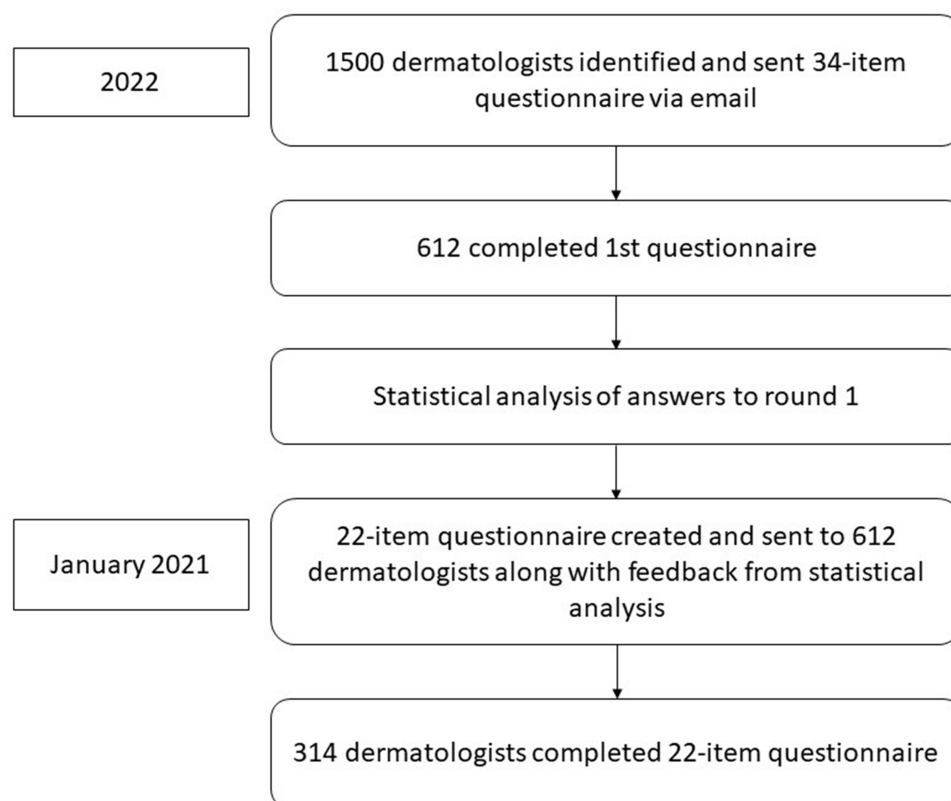 2022
1500 dermatologists identified and sent 34-item
questionnaire via email
612 completed 1st questionnaire
Statistical analysis of answers to round 1
January 2021
22-item questionnaire created and sent to 612
dermatologists along with feedback from statistical
analysis
314 dermatologists completed 22-item questionnaire